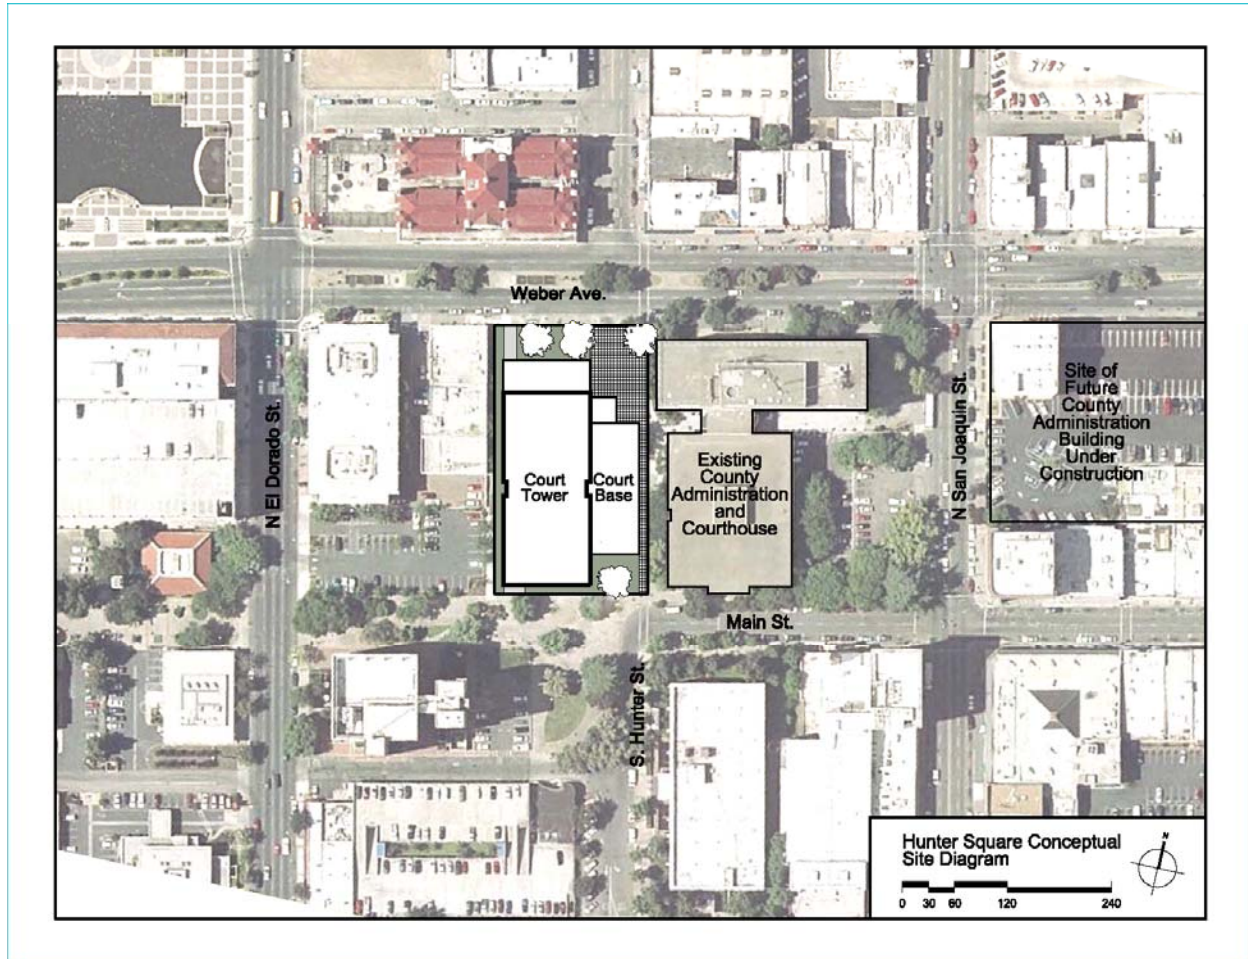 Weber Ave.
N El Dorado St.
Court
Tower
Court
Base
Existing
County
Administration
and
Courthouse
N San Joaquin St.
Site of
Future
County
Administration
Building
Under
Construction
Main St.
S. Hunter St.
Hunter Square Conceptual
Site Diagram
N
0 30 60 120 240